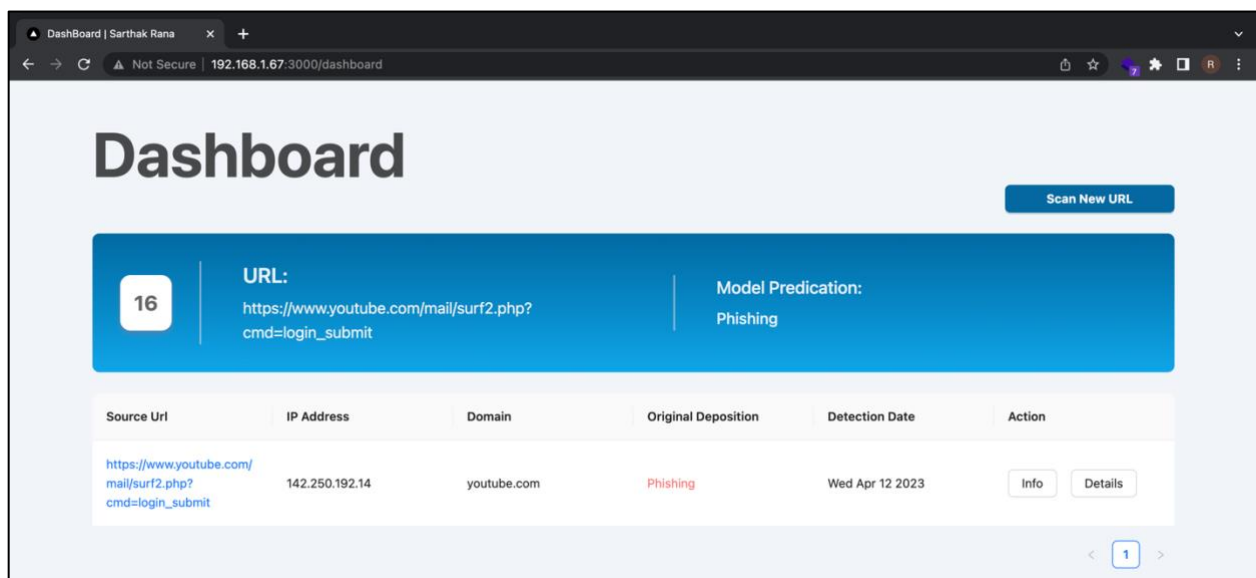 DashBoard | Sarthak Rana
Not Secure | 192.168.1.67:3000/dashboard
7
R
Dashboard
Scan New URL
16
URL:
https://www.youtube.com/mail/surf2.php?
cmd=login_submit
Model Predication:
Phishing
Source Url IP Address Domain Original Deposition Detection Date Action
https://www.youtube.com/
mail/surf2.php?
cmd=login_submit
142.250.192.14 youtube.com Phishing Wed Apr 12 2023 Info Details
1